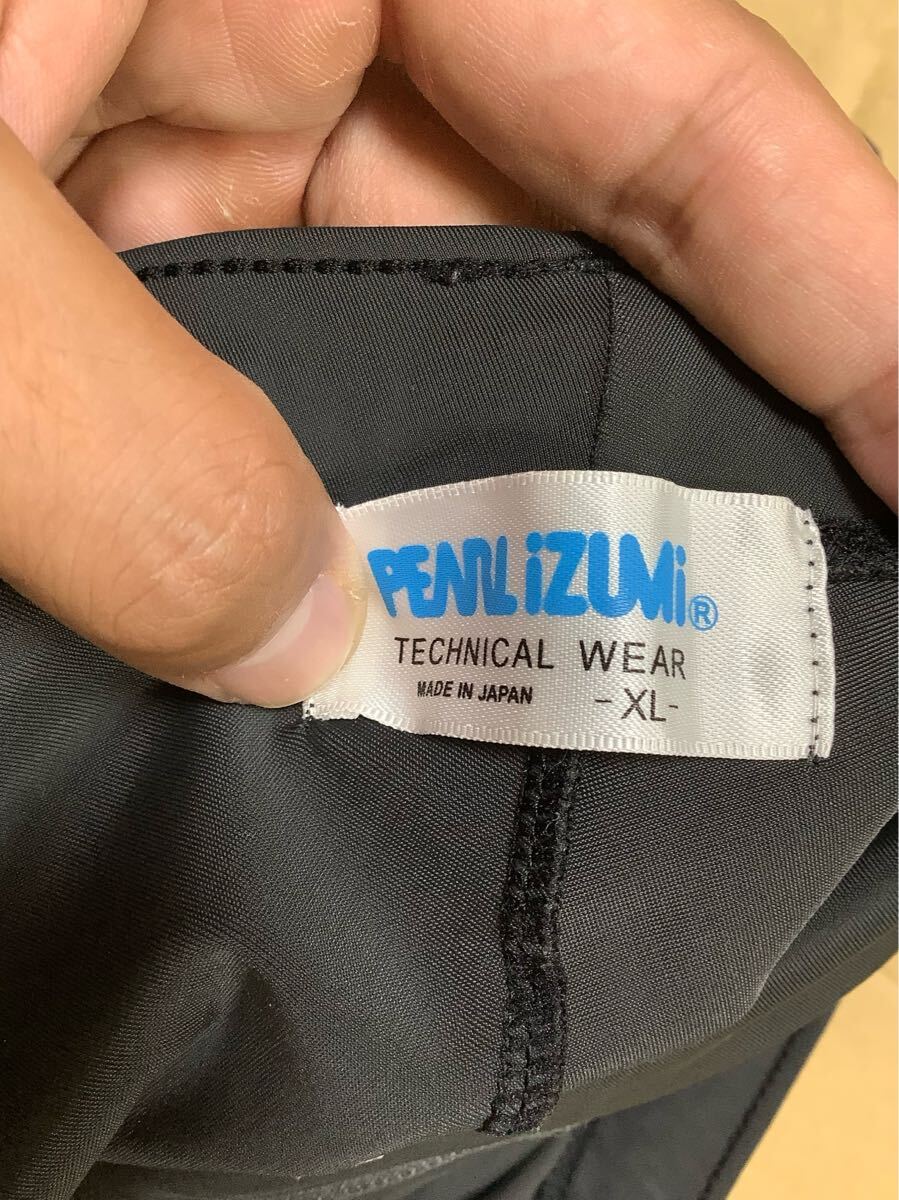 PEARL iZUMi®
TECHNICAL WEAR
MADE IN JAPAN -XL-